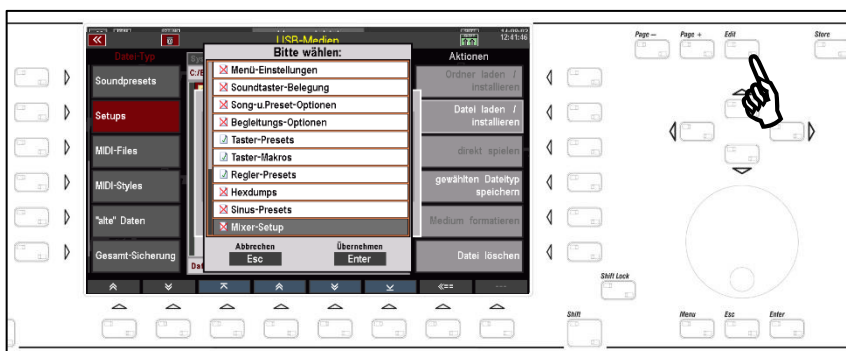 USB-Medien
12:41:46
Datei-Typ
Bitte wählen:
Aktionen
C:/E
Soundpresets
Setups
MIDI-Files
MIDI-Styles
"alte" Daten
Gesamt-Sicherung
Menü-Einstellungen
Soundtaster-Belegung
Song-u.Preset-Optionen
Begleitungs-Optionen
Taster-Presets
Taster-Makros
Regler-Presets
Hexdumps
Sinus-Presets
Mixer-Setup
Abbrechen
Esc
Übernehmen
Enter
Dat
Ordner laden /
installieren
Datei laden /
installieren
direkt spielen
gewählten Dateityp
speichern
Medium formatieren
Datei löschen
Page –
Page +
Edit
Store
Shift Lock
Shift
Menu
Esc
Enter